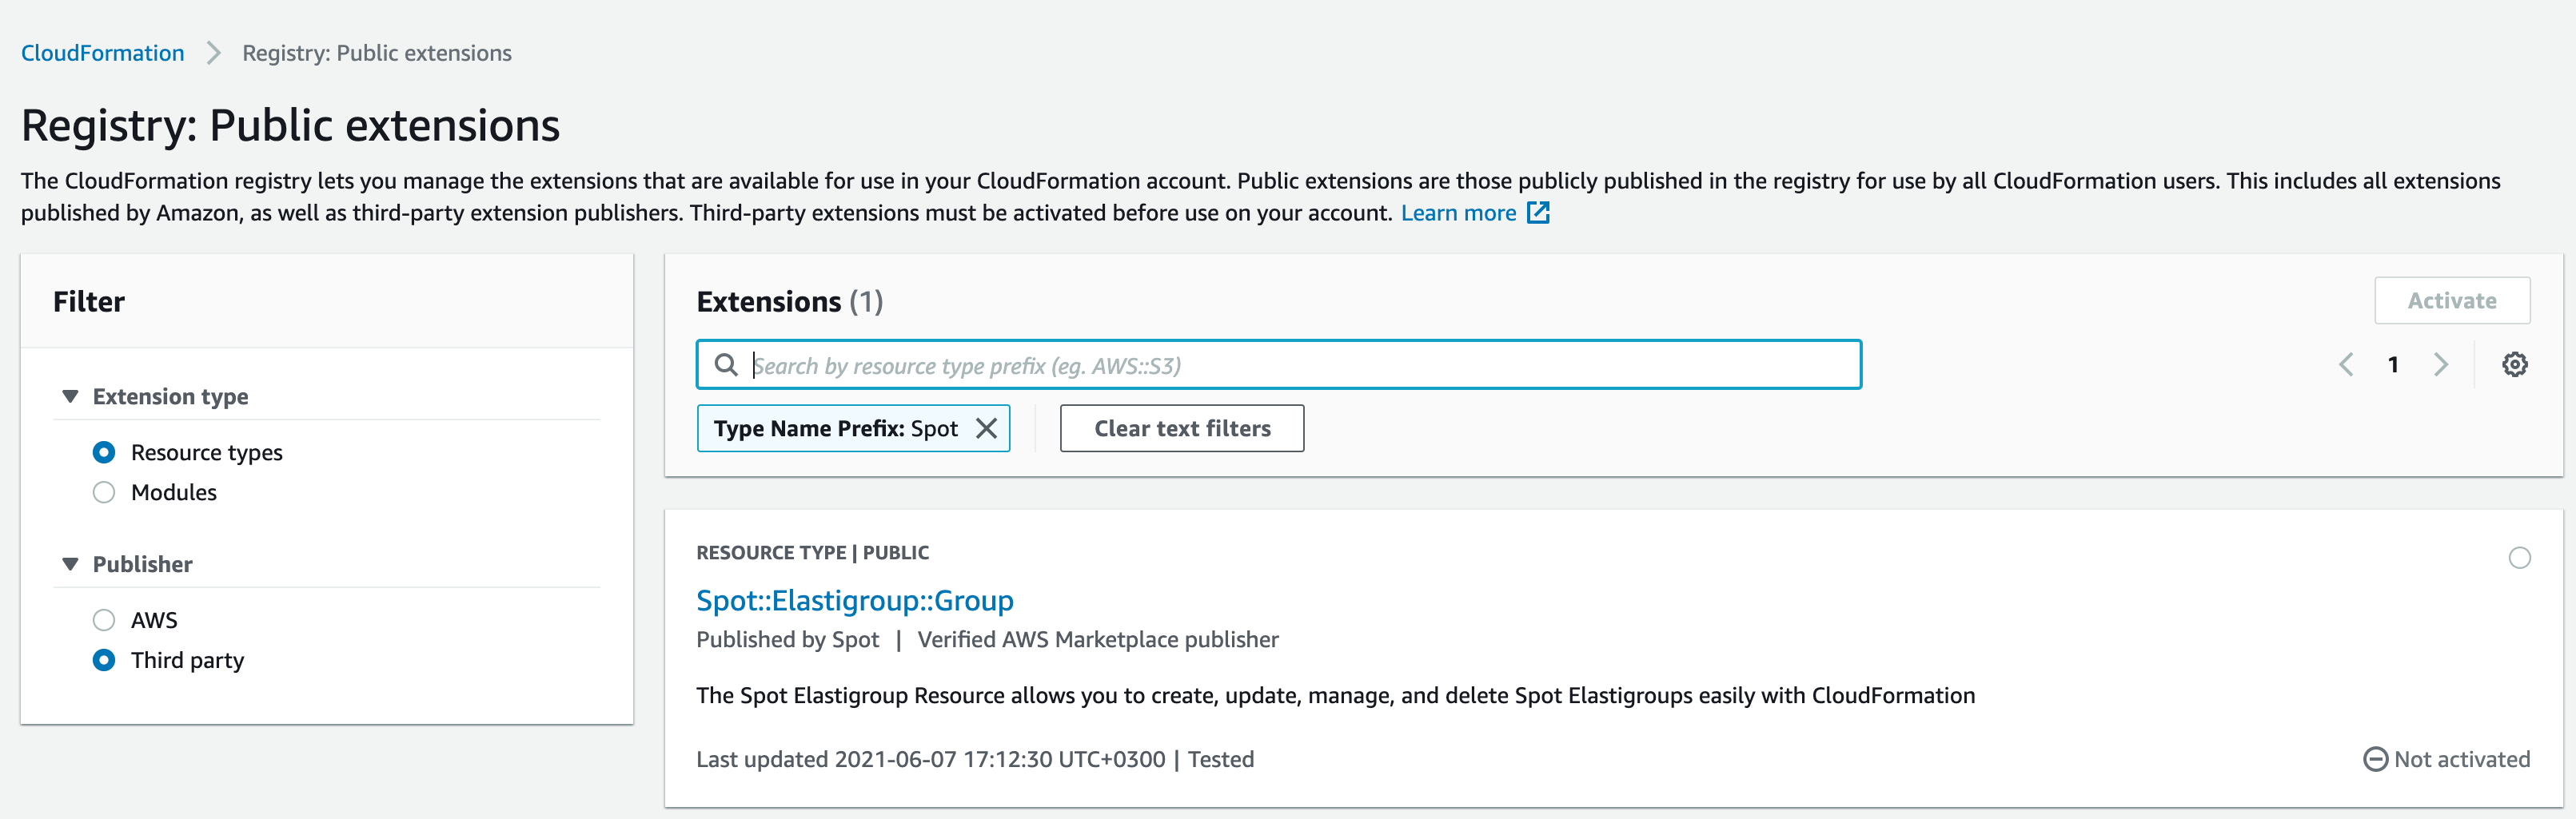 CloudFormation > Registry: Public extensions
Registry: Public extensions
The CloudFormation registry lets you manage the extensions that are available for use in your CloudFormation account. Public extensions are those publicly published in the registry for use by all CloudFormation users. This includes all extensions
published by Amazon, as well as third-party extension publishers. Third-party extensions must be activated before use on your account. Learn more
Filter
Extension type
Resource types
Modules
Publisher
AWS
Third party
Extensions (1)
Activate
Search by resource type prefix (eg. AWS::S3)
1
Type Name Prefix: Spot
Clear text filters
RESOURCE TYPE | PUBLIC
Spot::Elastigroup::Group
Published by Spot | Verified AWS Marketplace publisher
The Spot Elastigroup Resource allows you to create, update, manage, and delete Spot Elastigroups easily with CloudFormation
Last updated 2021-06-07 17:12:30 UTC+0300 | Tested
Not activated